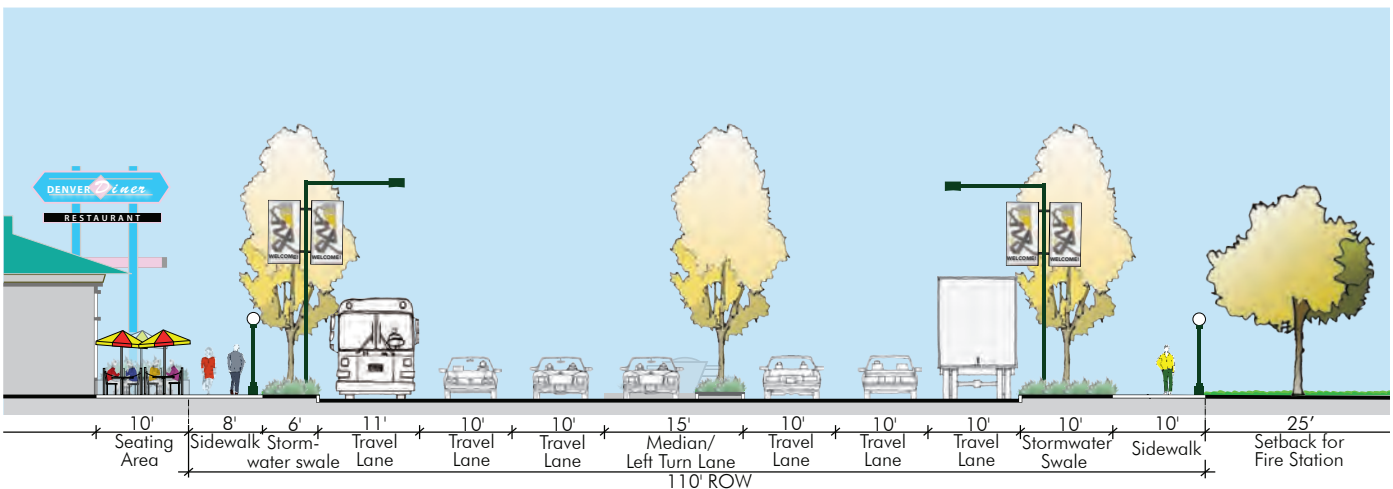 DENVER Diner
RESTAURANT
WELCOME!
WELCOME!
WELCOME!
WELCOME!
10'
8'
6'
11'
10'
10'
15'
10'
10'
10'
10'
10'
25'
Seating
Area
Sidewalk
Storm-
water swale
Travel
Lane
Travel
Lane
Travel
Lane
Median/
Left Turn Lane
Travel
Lane
Travel
Lane
Travel
Lane
Stormwater
Swale
Sidewalk
Setback for
Fire Station
110' ROW